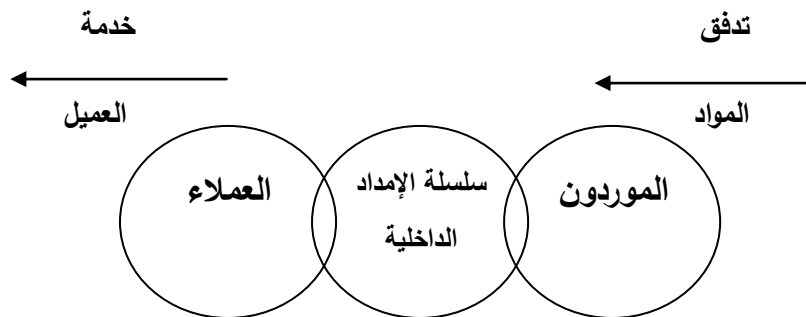 تدفق
المواد
خدمة
العميل
الموردون
سلسلة الإمداد
الداخلية
العملاء